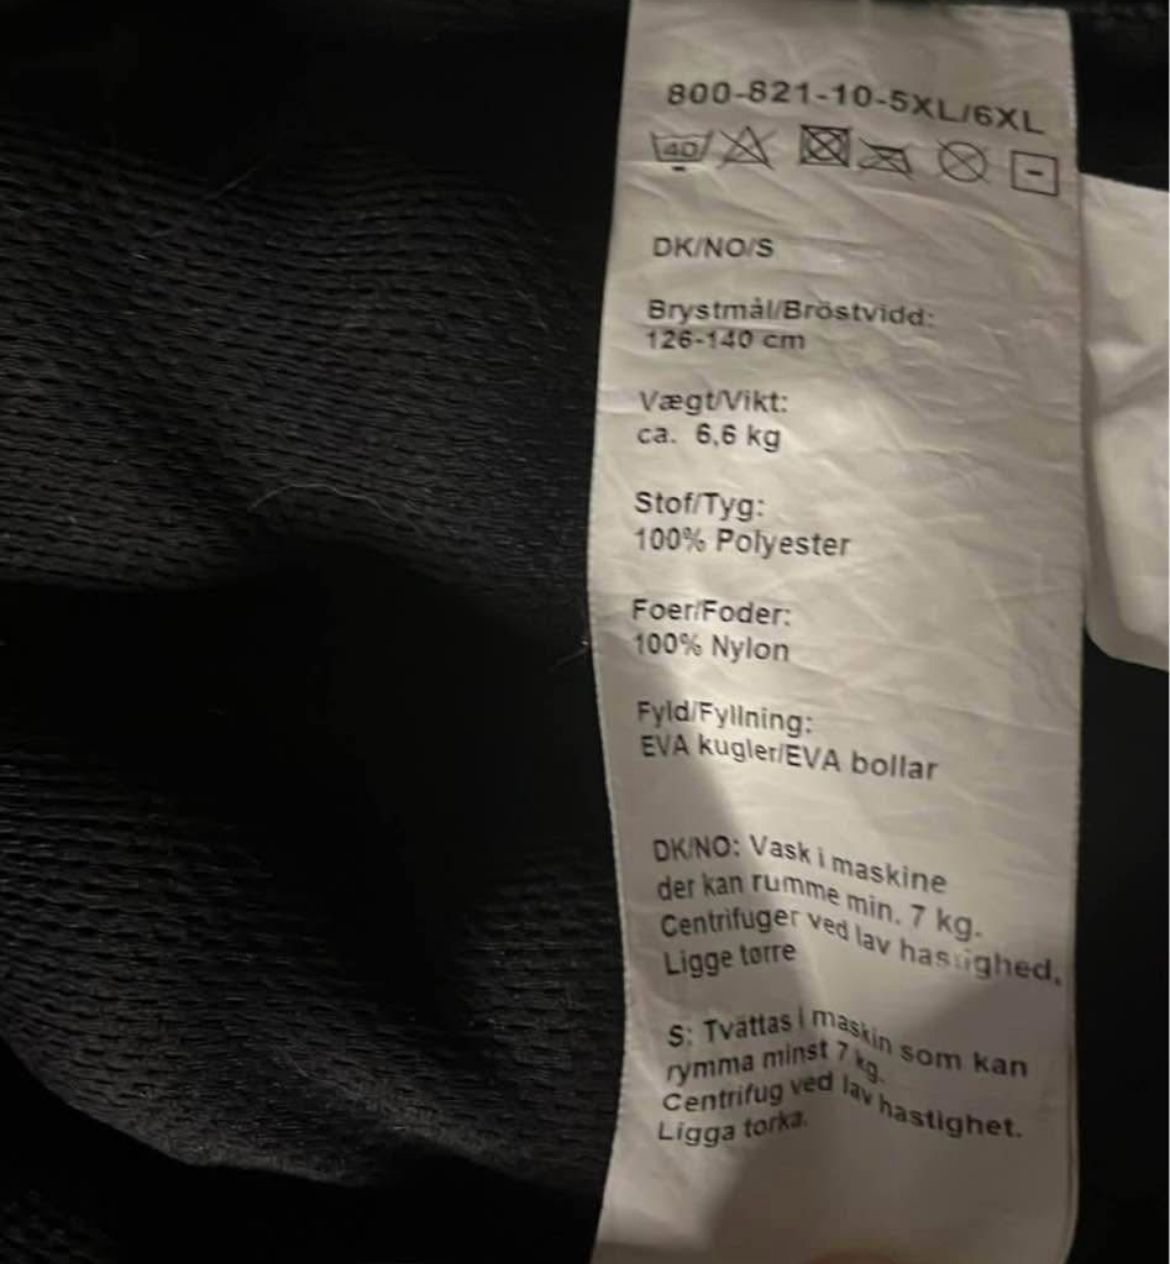 800-821-10-5XL/6XL
40
DK/NO/S
Brystmål/Bröstvidd:
126-140 cm
Vægt/Vikt:
ca. 6,6 kg
Stof/Tyg:
100% Polyester
Foer/Foder:
100% Nylon
Fyld/Fyllning:
EVA kugler/EVA bollar
DK/NO: Vask i maskine
der kan rumme min. 7 kg.
Centrifuger ved lav hastighed.
Ligge tørre
S: Tvättas i maskin som kan
rymma minst 7 kg.
Centrifug ved lav hastighet.
Ligga torka.